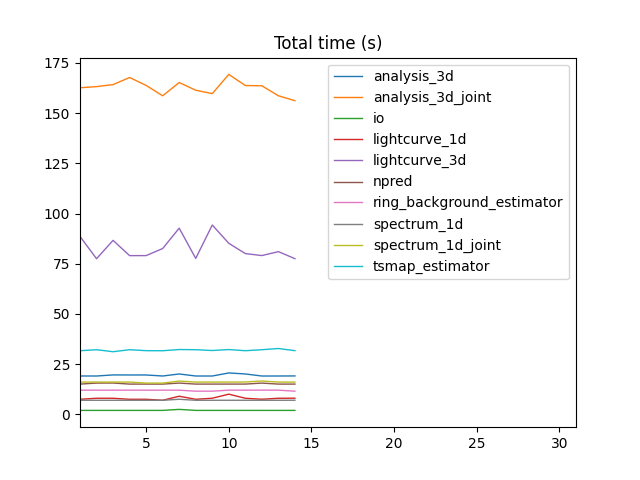 Total time (s)
175
150
125
100
75
50
25
0
analysis_3d
analysis_3d_joint
io
lightcurve_1d
lightcurve_3d
npred
ring_background_estimator
spectrum_1d
spectrum_1d_joint
tsmap_estimator
5 10 15 20 25 30